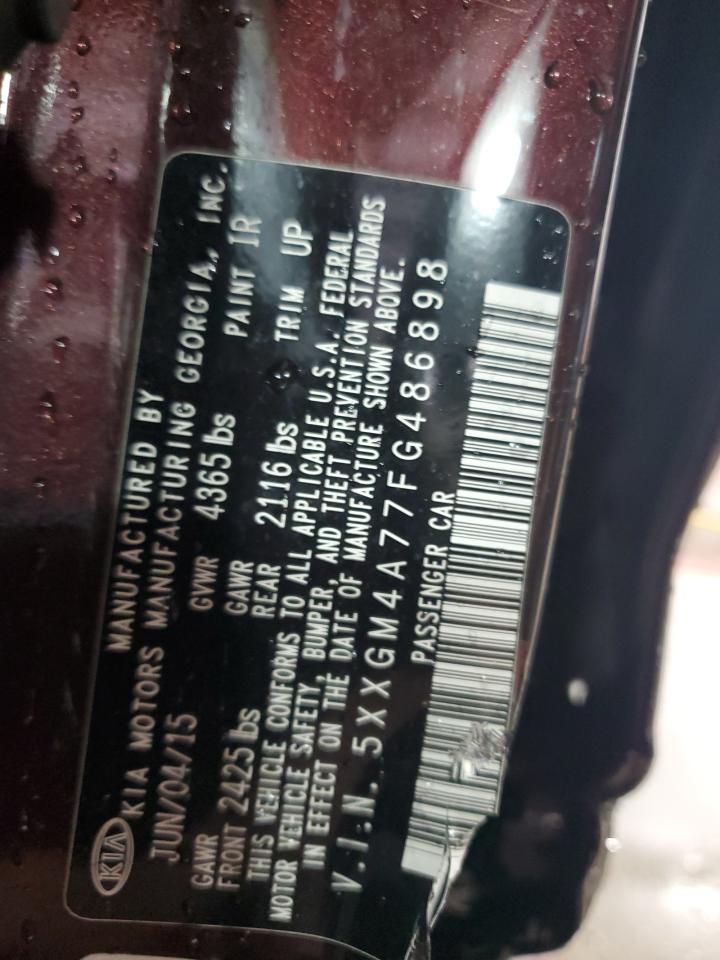 MANUFACTURED BY
KIA KIA MOTORS MANUFACTURING GEORGIA, INC.
JUN/04/15 GVWR 4365 lbs PAINT IR
GAWR GAWR
FRONT 2425 lbs REAR 2116 lbs TRIM UP
THIS VEHICLE CONFORMS TO ALL APPLICABLE U.S.A. FEDERAL
MOTOR VEHICLE SAFETY, BUMPER, AND THEFT PREVENTION STANDARDS
IN EFFECT ON THE DATE OF MANUFACTURE SHOWN ABOVE.
V.I.N. 5XXGM4A77FG486898
PASSENGER CAR